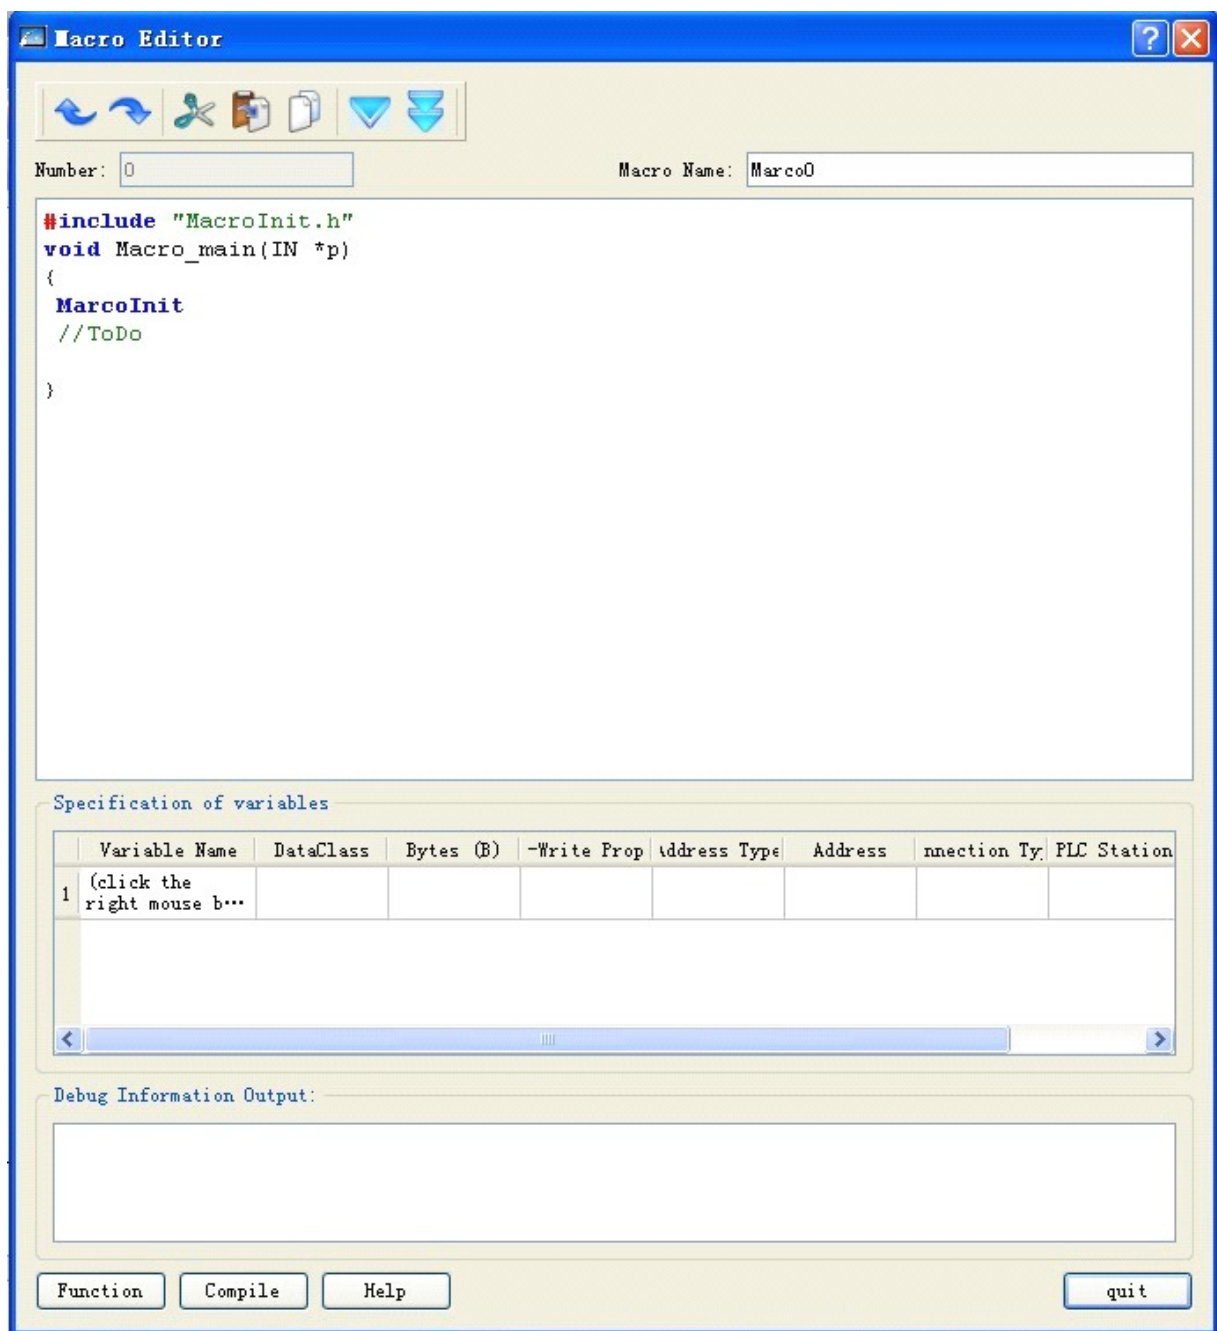 Macro Editor
Number: 0
Macro Name: Marco0
#include "MacroInit.h"
void Macro_main(IN *p)
{
MarcoInit
//ToDo
}
Specification of variables
Variable Name DataClass Bytes (B) -Write Prop Address Type Address nnection Ty PLC Station
1 (click the
right mouse b...
Debug Information Output:
Function Compile Help quit